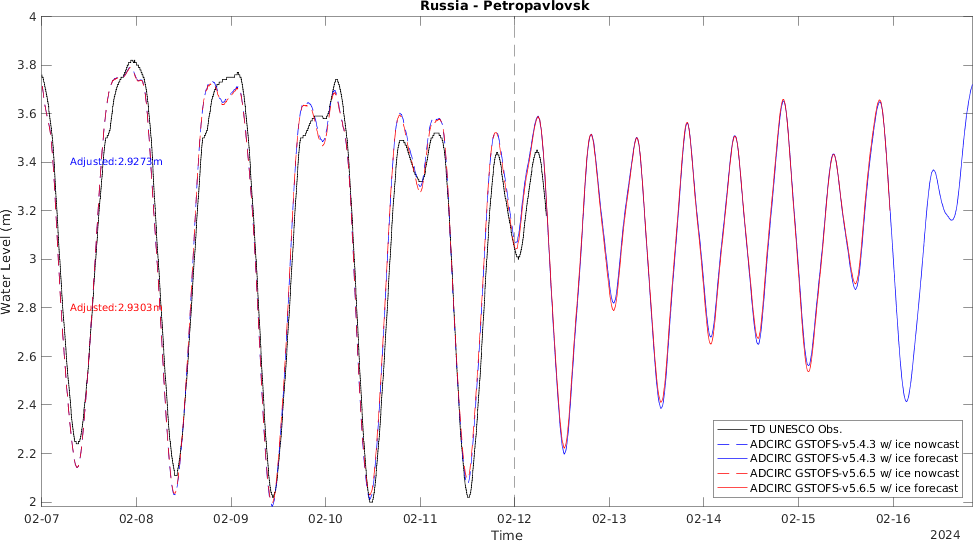 Russia - Petropavlovsk
4
3.8
3.6
3.4
3.2
3
2.8
2.6
2.4
2.2
2
Water Level (m)
Adjusted:2.9273m
Adjusted:2.9303m
TD UNESCO Obs.
ADCIRC GSTOFS-v5.4.3 w/ ice nowcast
ADCIRC GSTOFS-v5.4.3 w/ ice forecast
ADCIRC GSTOFS-v5.6.5 w/ ice nowcast
ADCIRC GSTOFS-v5.6.5 w/ ice forecast
02-07 02-08 02-09 02-10 02-11 02-12 02-13 02-14 02-15 02-16
Time
2024